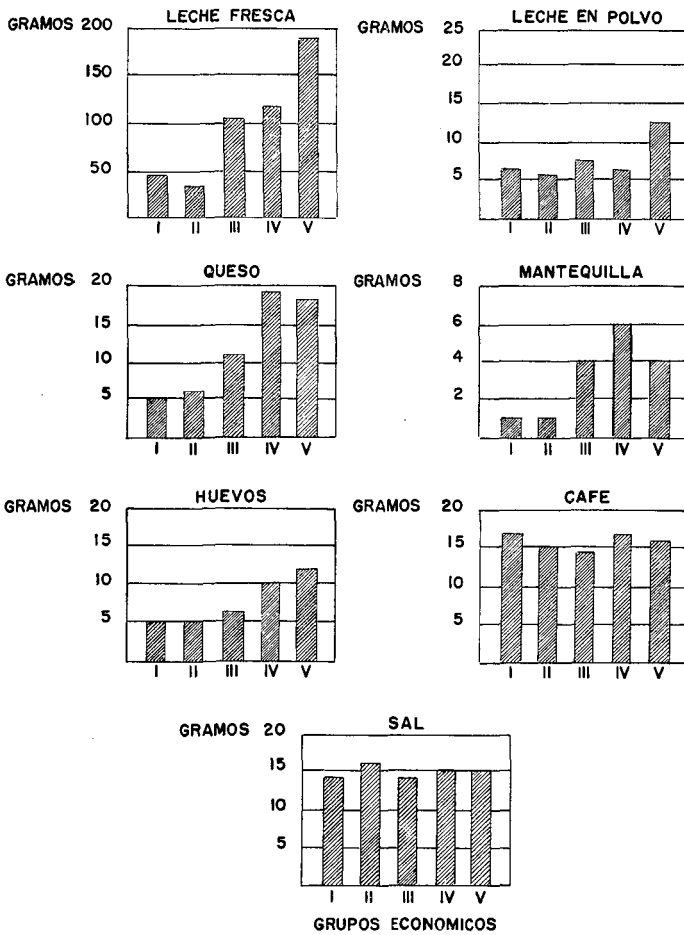 LECHE FRESCA
GRAMOS 200
150
100
50
I II III IV V
LECHE EN POLVO
GRAMOS 25
20
15
10
5
I II III IV V
QUESO
GRAMOS 20
15
10
5
I II III IV V
MANTEQUILLA
GRAMOS 8
6
4
2
I II III IV V
HUEVOS
GRAMOS 20
15
10
5
I II III IV V
CAFE
GRAMOS 20
15
10
5
I II III IV V
SAL
GRAMOS 20
15
10
5
I II III IV V
GRUPOS ECONOMICOS